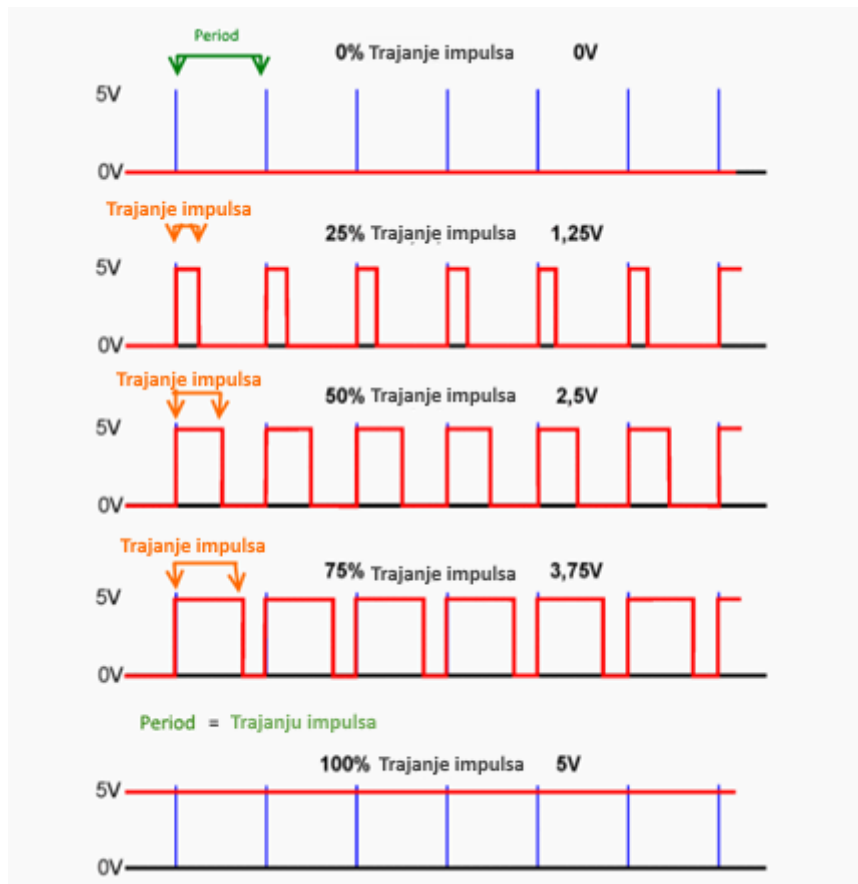 Period
0% Trajanje impulsa 0V
5V
0V
Trajanje impulsa
25% Trajanje impulsa 1,25V
5V
0V
Trajanje impulsa
50% Trajanje impulsa 2,5V
5V
0V
Trajanje impulsa
75% Trajanje impulsa 3,75V
5V
0V
Period = Trajanju impulsa
100% Trajanje impulsa 5V
5V
0V